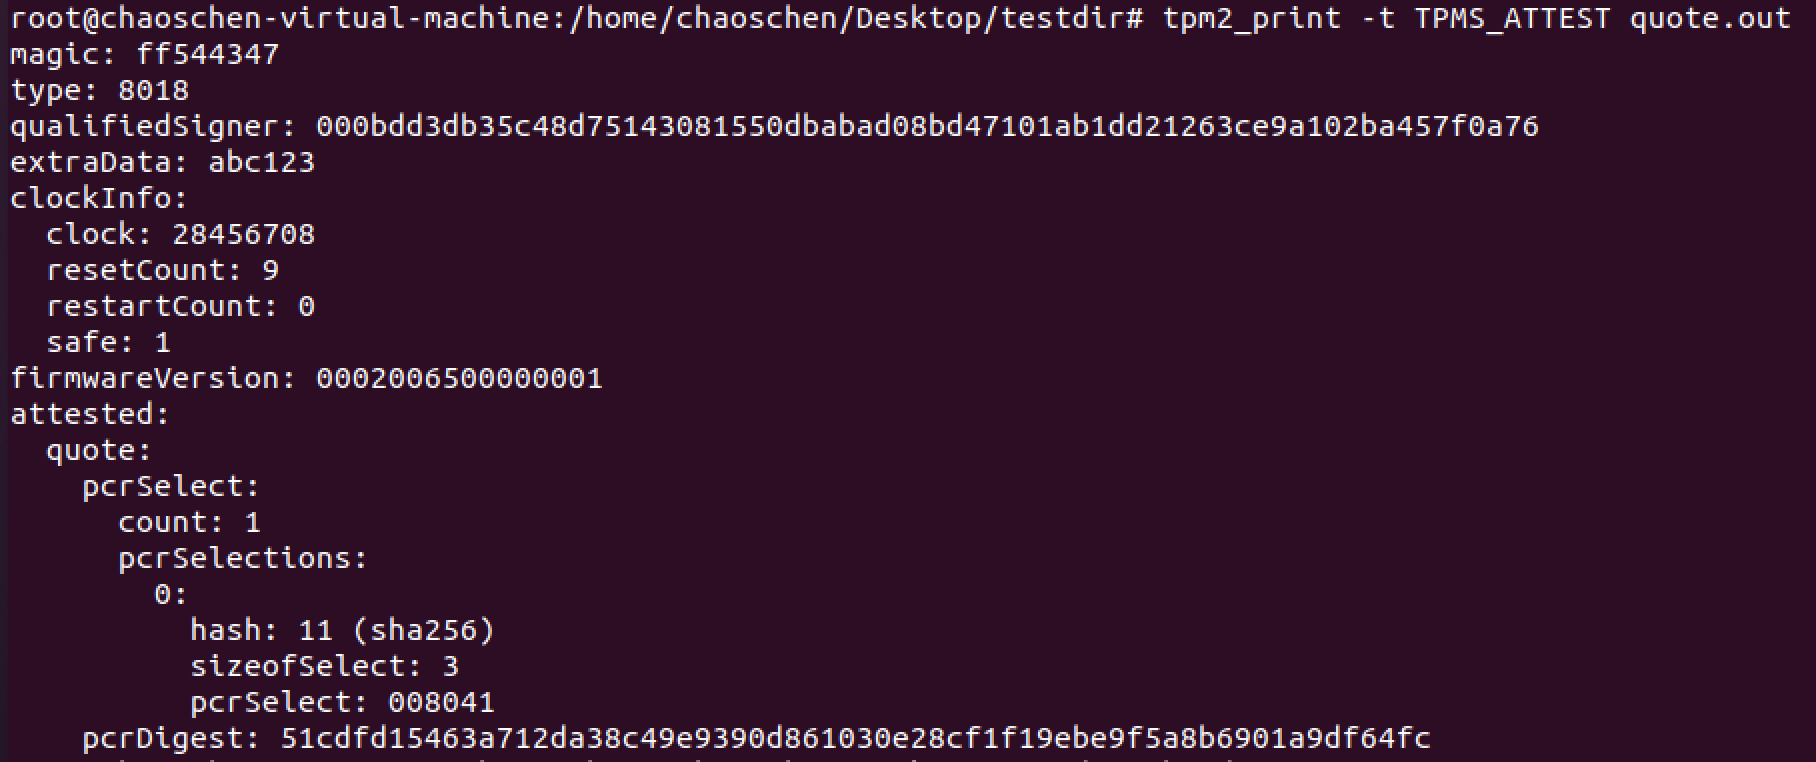 root@chaoschen-virtual-machine:/home/chaoschen/Desktop/testdir# tpm2_print -t TPMS_ATTEST quote.out
magic: ff544347
type: 8018
qualifiedSigner: 000bdd3db35c48d75143081550dbabad08bd47101ab1dd21263ce9a102ba457f0a76
extraData: abc123
clockInfo:
  clock: 28456708
  resetCount: 9
  restartCount: 0
  safe: 1
firmwareVersion: 0002006500000001
attested:
  quote:
    pcrSelect:
      count: 1
      pcrSelections:
        0:
          hash: 11 (sha256)
          sizeofSelect: 3
          pcrSelect: 008041
    pcrDigest: 51cdfd15463a712da38c49e9390d861030e28cf1f19ebe9f5a8b6901a9df64fc